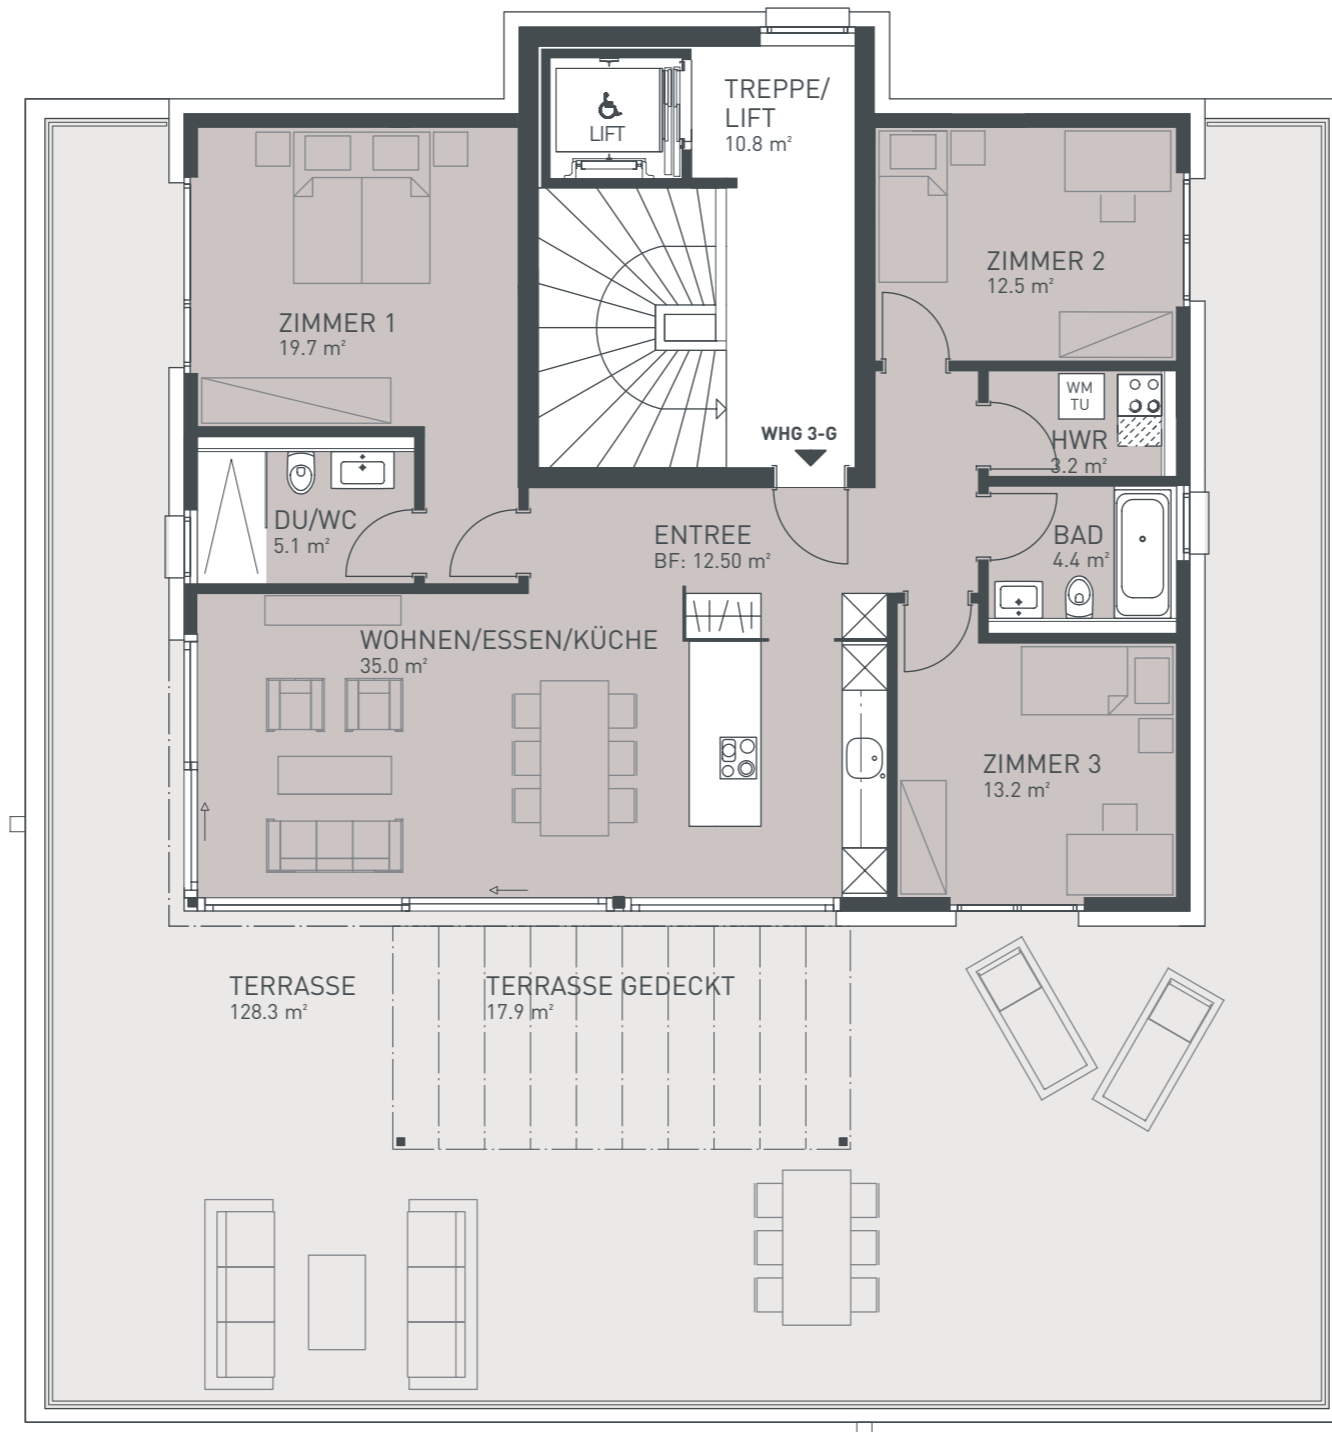 TREPPE/
LIFT
10.8 m²
LIFT
ZIMMER 1
19.7 m²
ZIMMER 2
12.5 m²
WM
TU
HWR
3.2 m²
WHG 3-G
DU/WC
5.1 m²
ENTREE
BF: 12.50 m²
BAD
4.4 m²
WOHNEN/ESSEN/KÜCHE
35.0 m²
ZIMMER 3
13.2 m²
TERRASSE
128.3 m²
TERRASSE GEDECKT
17.9 m²